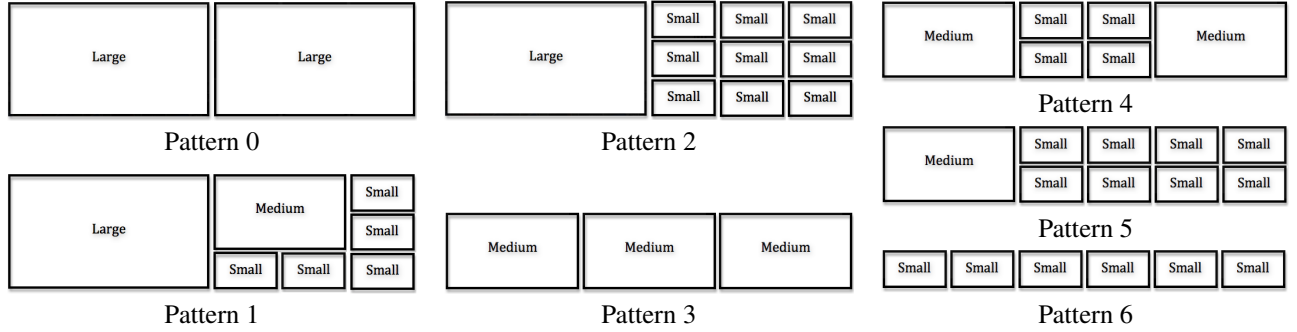 Large Large
Pattern 0
Large Medium Small
Small
Small Small Small
Pattern 1
Large Small Small Small
Small Small Small
Small Small Small
Pattern 2
Medium Medium Medium
Pattern 3
Medium Small Small Medium
Small Small
Pattern 4
Medium Small Small Small Small
Small Small Small Small
Pattern 5
Small Small Small Small Small Small
Pattern 6